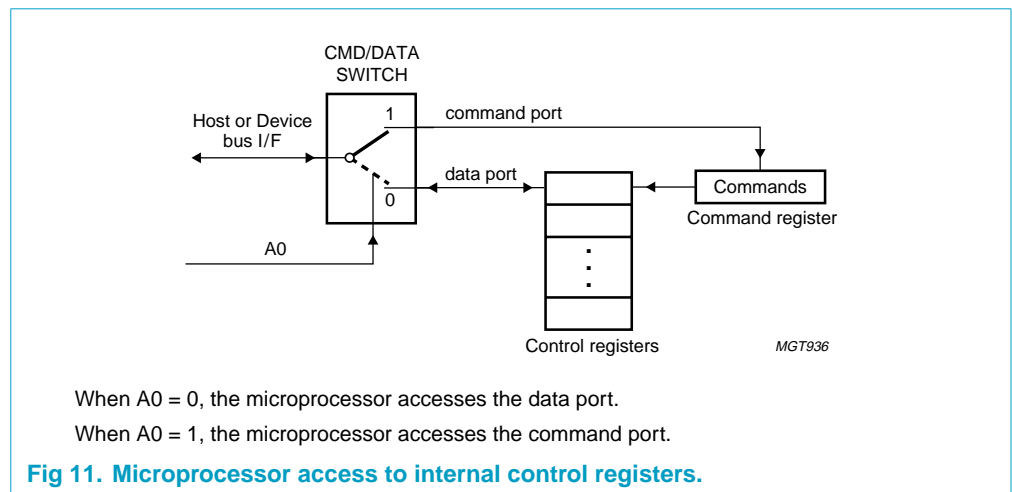 CMD/DATA
SWITCH
Host or Device
bus I/F
1
command port
data port
0
Commands
Command register
A0
Control registers
MGT936
When A0 = 0, the microprocessor accesses the data port.
When A0 = 1, the microprocessor accesses the command port.
Fig 11. Microprocessor access to internal control registers.